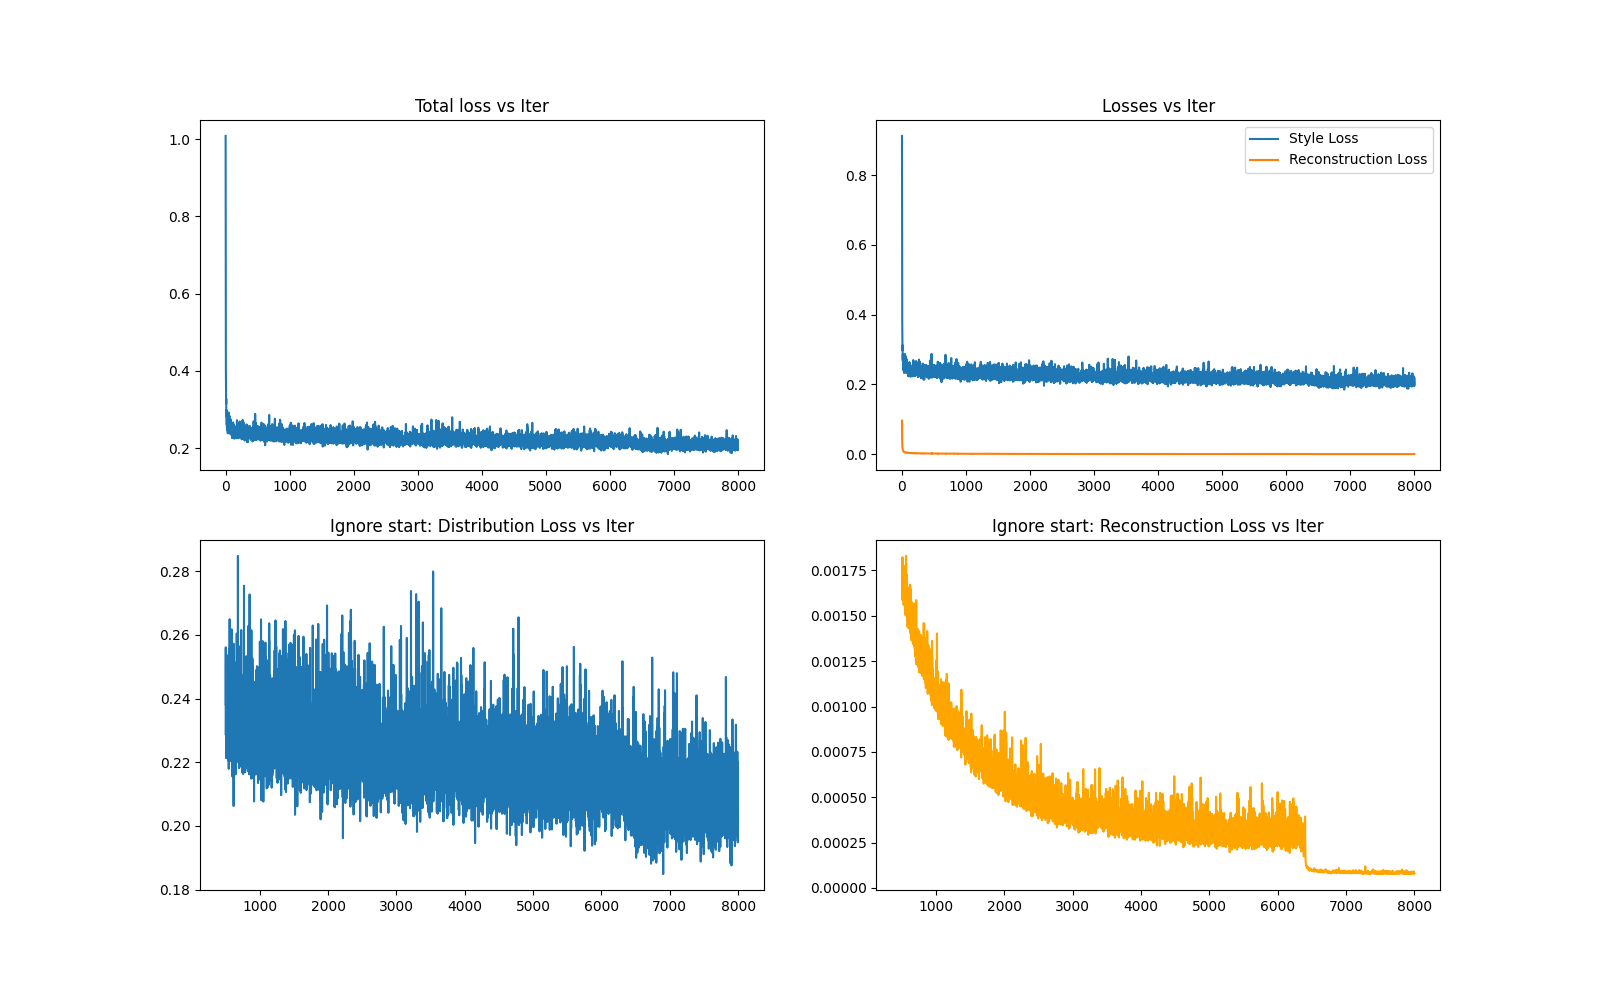 Total loss vs Iter
1.0
0.8
0.6
0.4
0.2
0 1000 2000 3000 4000 5000 6000 7000 8000
Losses vs Iter
Style Loss
Reconstruction Loss
0.8
0.6
0.4
0.2
0.0
0 1000 2000 3000 4000 5000 6000 7000 8000
Ignore start: Distribution Loss vs Iter
0.28
0.26
0.24
0.22
0.20
0.18
1000 2000 3000 4000 5000 6000 7000 8000
Ignore start: Reconstruction Loss vs Iter
0.00175
0.00150
0.00125
0.00100
0.00075
0.00050
0.00025
0.00000
1000 2000 3000 4000 5000 6000 7000 8000